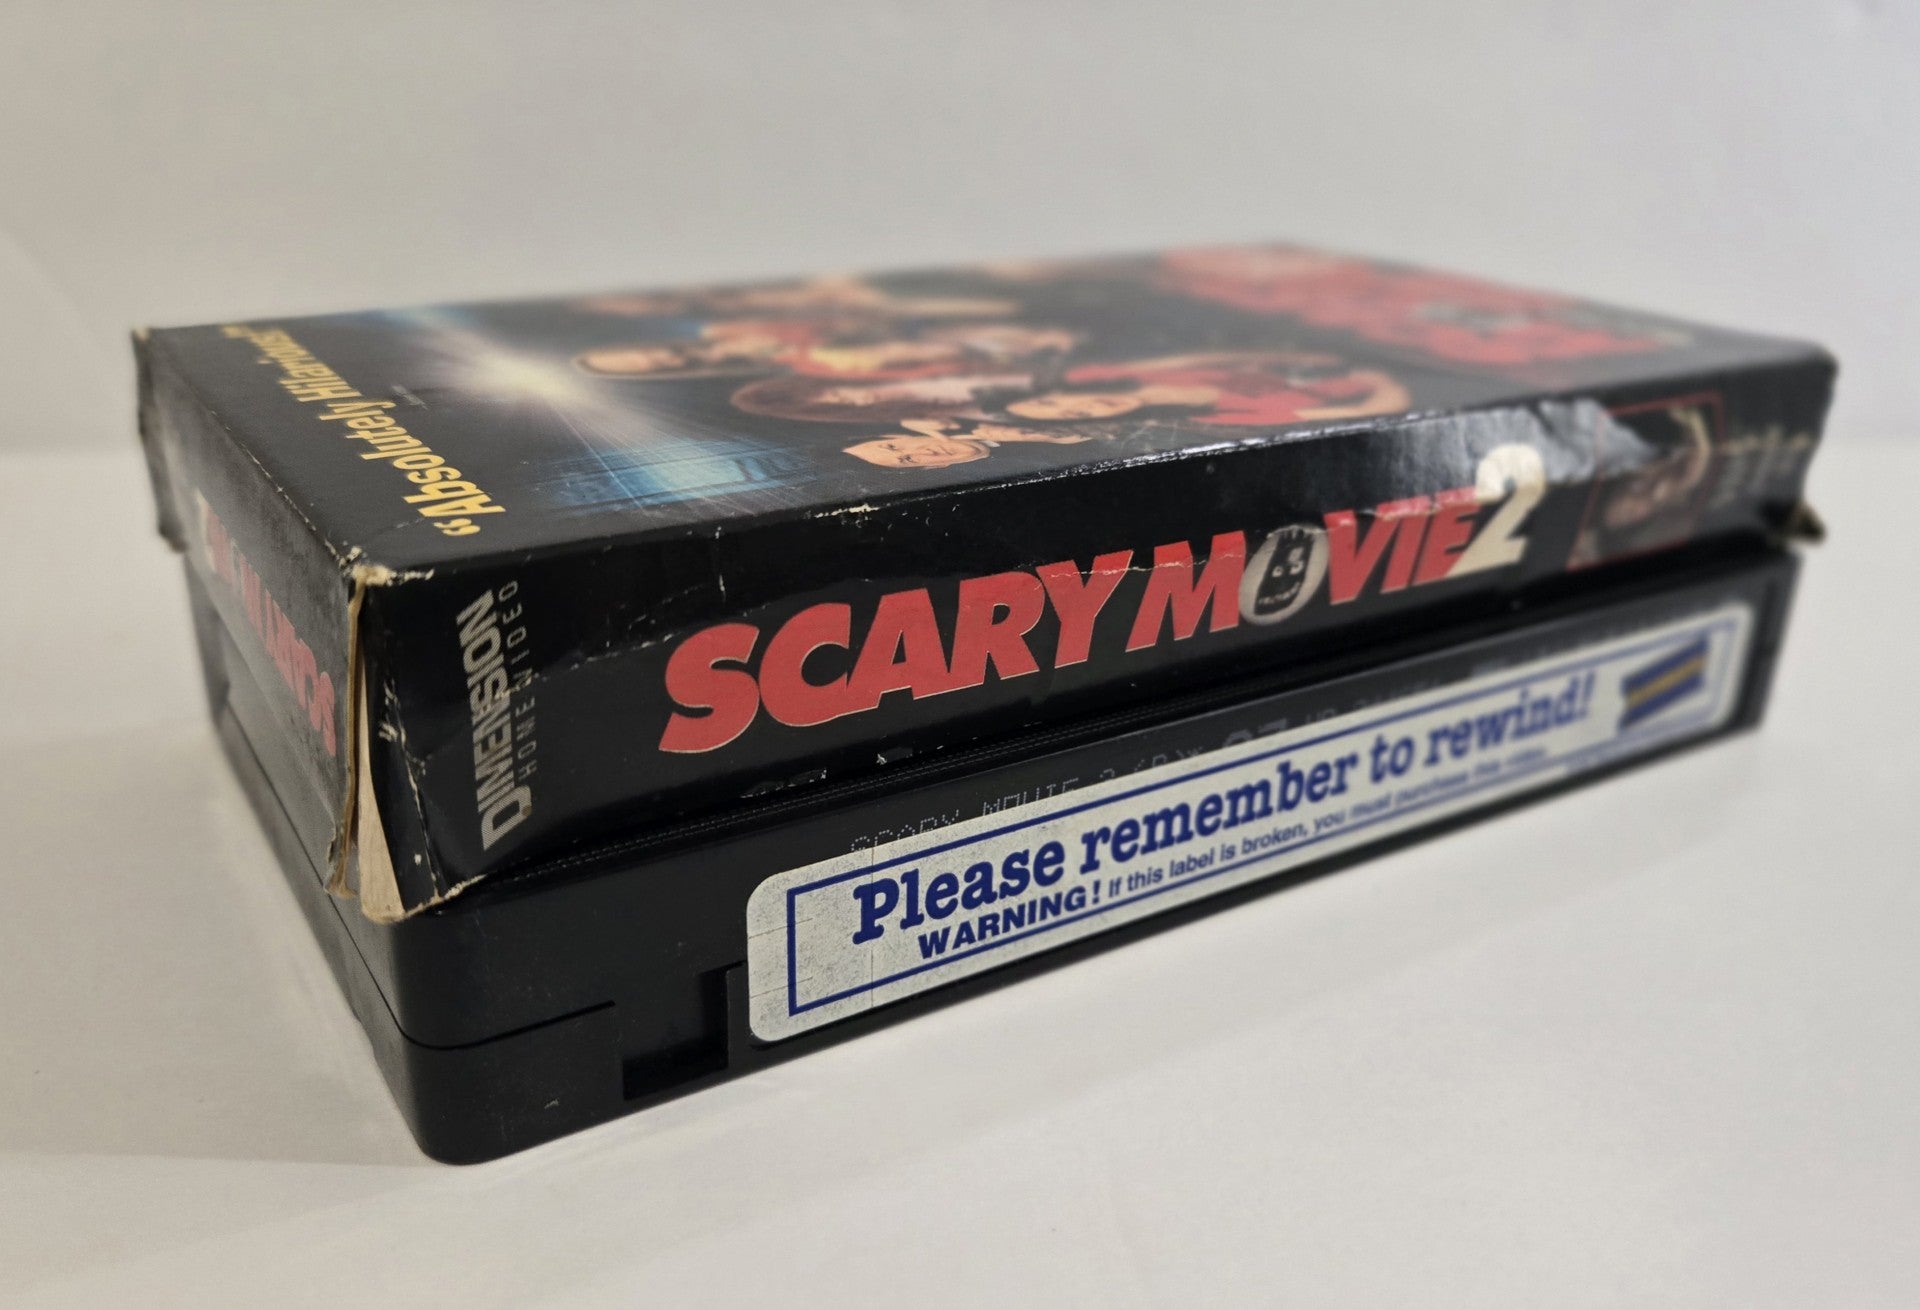 “Absolutely Hilarious!”
SCARY MOVIE 2
DIMENSION
HOME VIDEO
SCARY MOVIE 2
Please remember to rewind!
WARNING! If this label is broken, you must purchase this video.